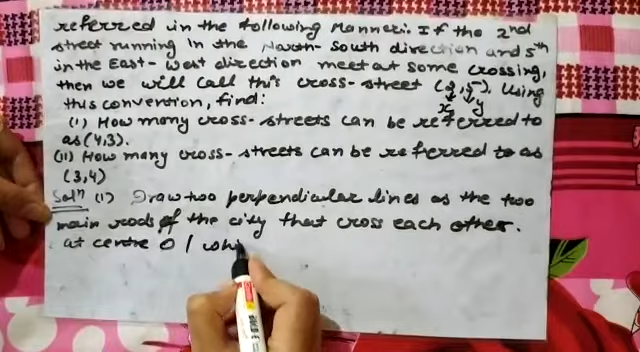 referred in the following Manner: If the 2nd
street running in the North-South direction and 5th
in the East-West direction meet at some crossing,
then we will call this cross-street (2,5). Using
x y
this convention, find:
(i) How many cross-streets can be referred to
as (4,3).
(ii) How many cross-streets can be referred to as
(3,4)
Soln (i) Draw two perpendicular lines as the two
main roads of the city that cross each other.
at centre O / whi